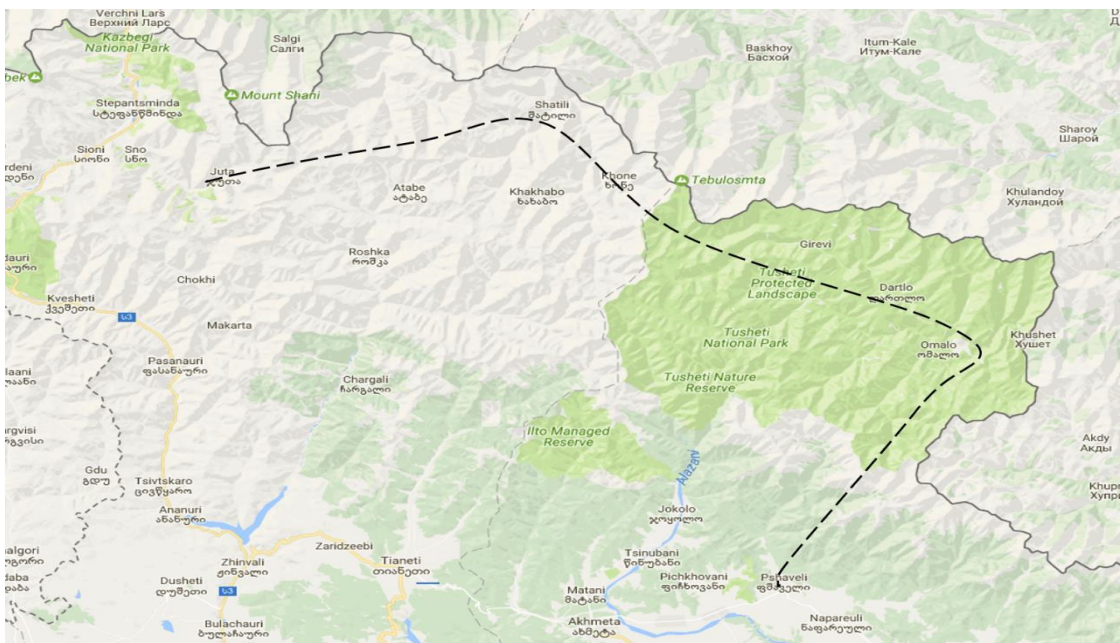 Verchni Lars
Верхний Ларс
Kazbegi
National Park
Salgi
Салги
Baskhoy
Басхой
Itum-Kale
Итум-Кале
bek
Mount Shani
Stepantsminda
სტეფანწმინდა
Shatili
შატილი
Sharoy
Шарой
Sioni
სიონი
Sno
სნო
Juta
ჯუთა
Atabe
ატაბე
Khakhabo
ხახაბო
Khone
ხონე
Tebulosmta
Khulandoy
Хуландой
Roshka
როშკა
Girevi
Chokhi
Tusheti
Protected
Landscape
Dartlo
დართლო
Kvesheti
ქვეშეთი
ს3
Makarta
Tusheti
National Park
Omalo
ომალო
Khushet
Хушет
Pasanauri
ფასანაური
Chargali
ჩარგალი
Tusheti Nature
Reserve
Ilto Managed
Reserve
Akdy
Акды
Gdu
გდუ
Alazani
Tsivtskaro
ცივწყარო
Ananuri
ანანური
Jokolo
ჯოყოლო
Zhinvali
ჟინვალი
Zaridzeebi
Tianeti
თიანეთი
Tsinubani
წინუბანი
Dusheti
დუშეთი
ს3
Matani
მატანი
Pichkhovani
ფიჩხოვანი
Pshaveli
ფშაველი
Bulachauri
ბულაჩაური
Akhmeta
ახმეტა
Napareuli
ნაფარეული